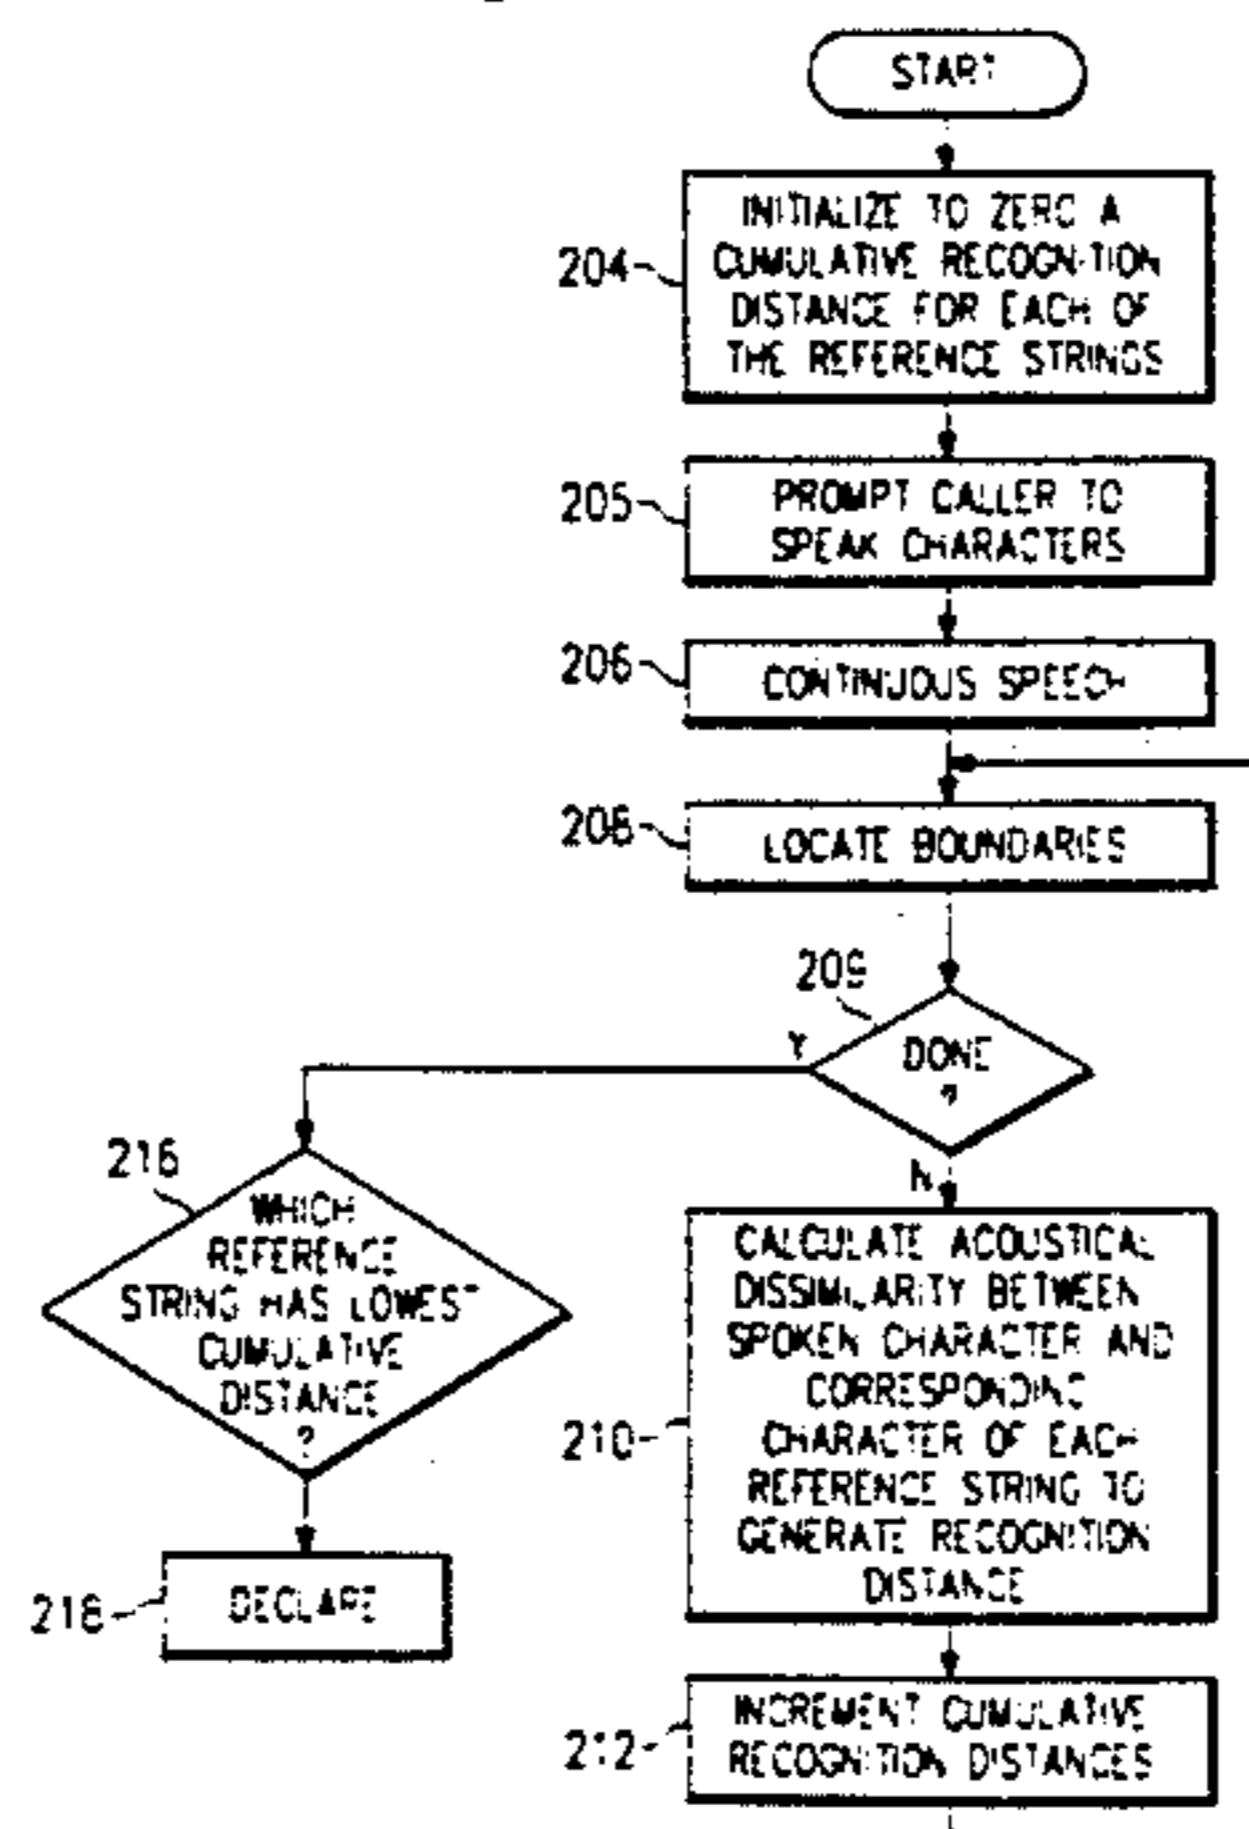 START
INITIALIZE TO ZERO A
CUMULATIVE RECOGNITION
DISTANCE FOR EACH OF
THE REFERENCE STRINGS
204
PROMPT CALLER TO
SPEAK CHARACTERS
205
CONTINUOUS SPEECH
206
LOCATE BOUNDARIES
208
209
DONE
?
Y
N
216
WHICH
REFERENCE
STRING HAS LOWEST
CUMULATIVE
DISTANCE
?
218
DECLARE
CALCULATE ACOUSTICAL
DISSIMILARITY BETWEEN
SPOKEN CHARACTER AND
CORRESPONDING
CHARACTER OF EACH
REFERENCE STRING TO
GENERATE RECOGNITION
DISTANCE
210
INCREMENT CUMULATIVE
RECOGNITION DISTANCES
212